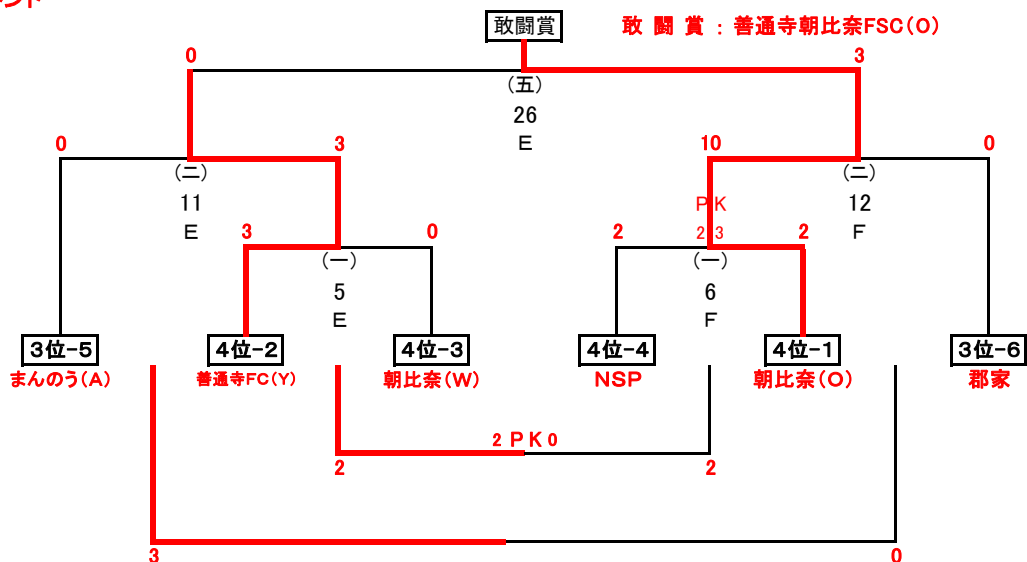 敢闘賞
敢 闘 賞 : 善通寺朝比奈FSC(O)
0
3
(五)
26
E
0
3
10
0
(二)
11
E
(二)
12
F
PK
3
0
2
2 3
2
(一)
5
E
(一)
6
F
3位-5
4位-2
4位-3
4位-4
4位-1
3位-6
まんのう(A)
善通寺FC(Y)
朝比奈(W)
NSP
朝比奈(O)
郡家
2 PK 0
2
2
3
0